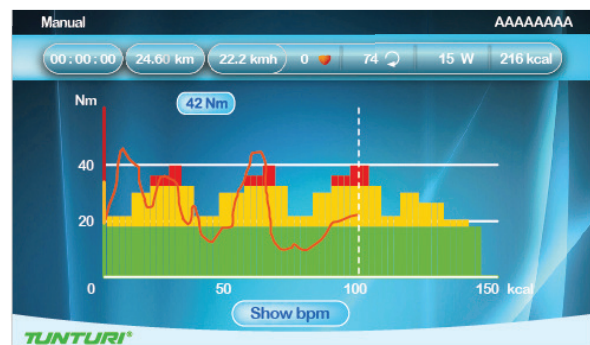 Manual AAAAAAAA
00:00:00 24.60 km 22.2 kmh 0 74 15 W 216 kcal
Nm 42 Nm
40
20
0 50 100 150 kcal
Show bpm
TUNTURI®